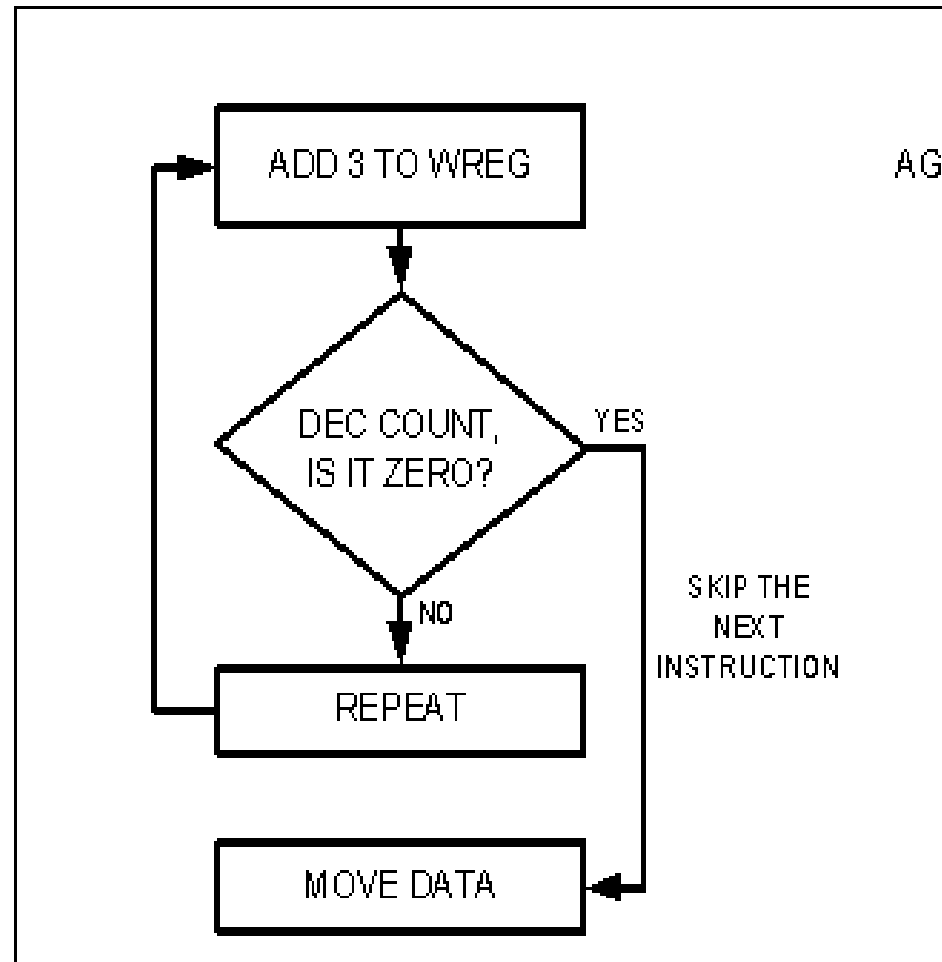 ADD 3 TO WREG
AG
DEC COUNT,
IS IT ZERO?
YES
NO
SKIP THE
NEXT
INSTRUCTION
REPEAT
MOVE DATA